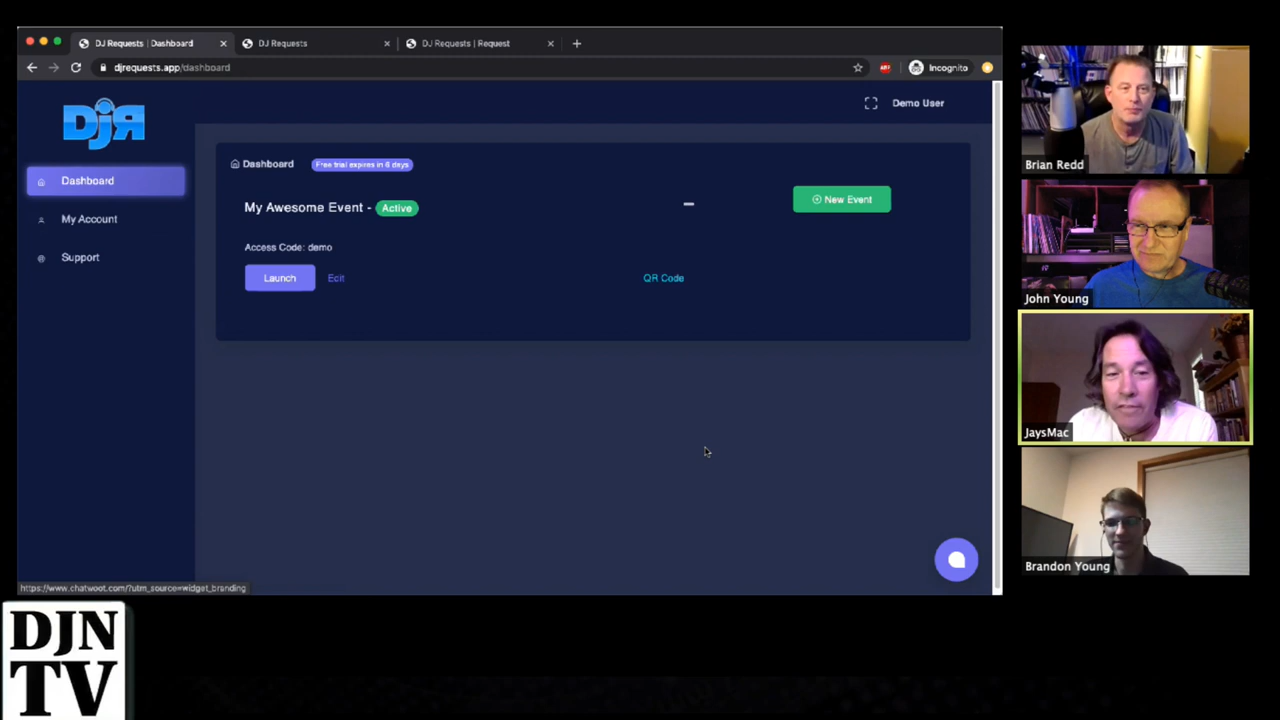 DJ Requests | Dashboard
DJ Requests
DJ Requests | Request
djrequests.app/dashboard
ABP
Incognito
DJR
Demo User
Dashboard
My Account
Support
Dashboard
Free trial expires in 6 days
My Awesome Event - Active
New Event
Access Code: demo
Launch
Edit
QR Code
https://www.chatwoot.com/?utm_source=widget_branding
Brian Redd
John Young
JaysMac
Brandon Young
DJN
TV